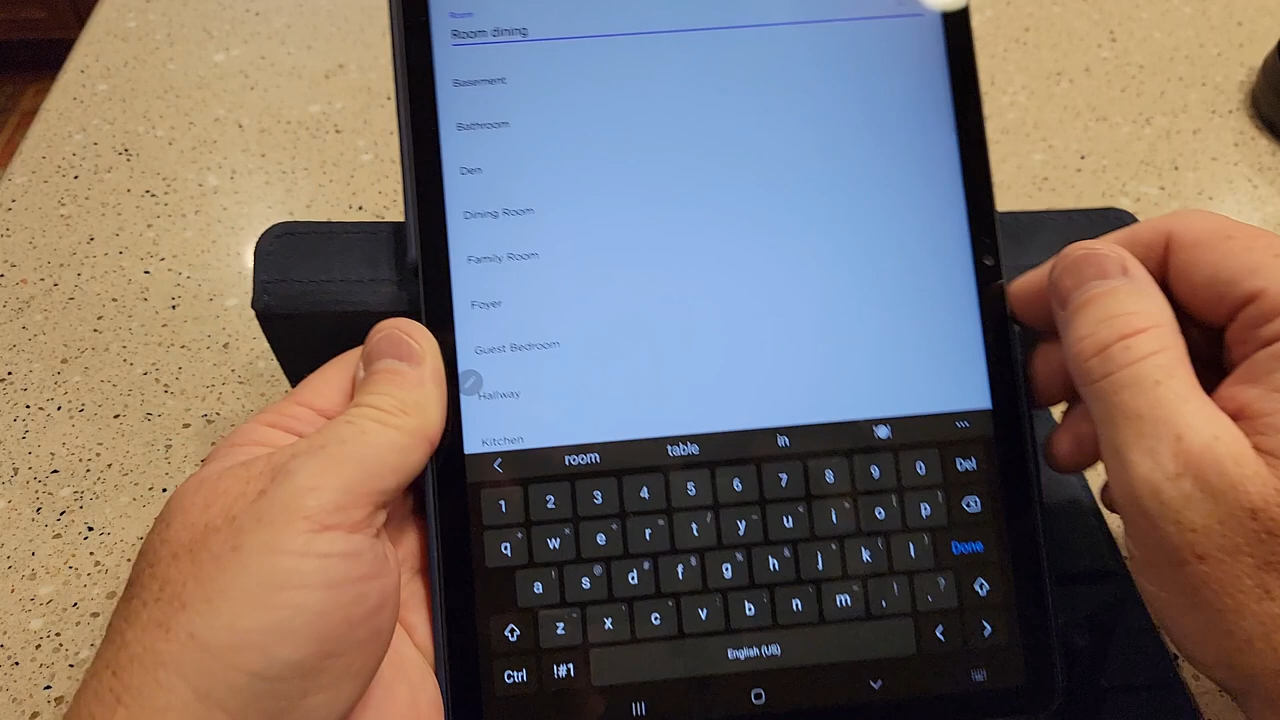 Room
Room dining
Basement
Bathroom
Den
Dining Room
Family Room
Foyer
Guest Bedroom
Hallway
Kitchen
room table in
1 2 3 4 5 6 7 8 9 0 Del
q w e r t y u i o p
a s d f g h j k l Done
z x c v b n m , .
Ctrl !#1 English (US)